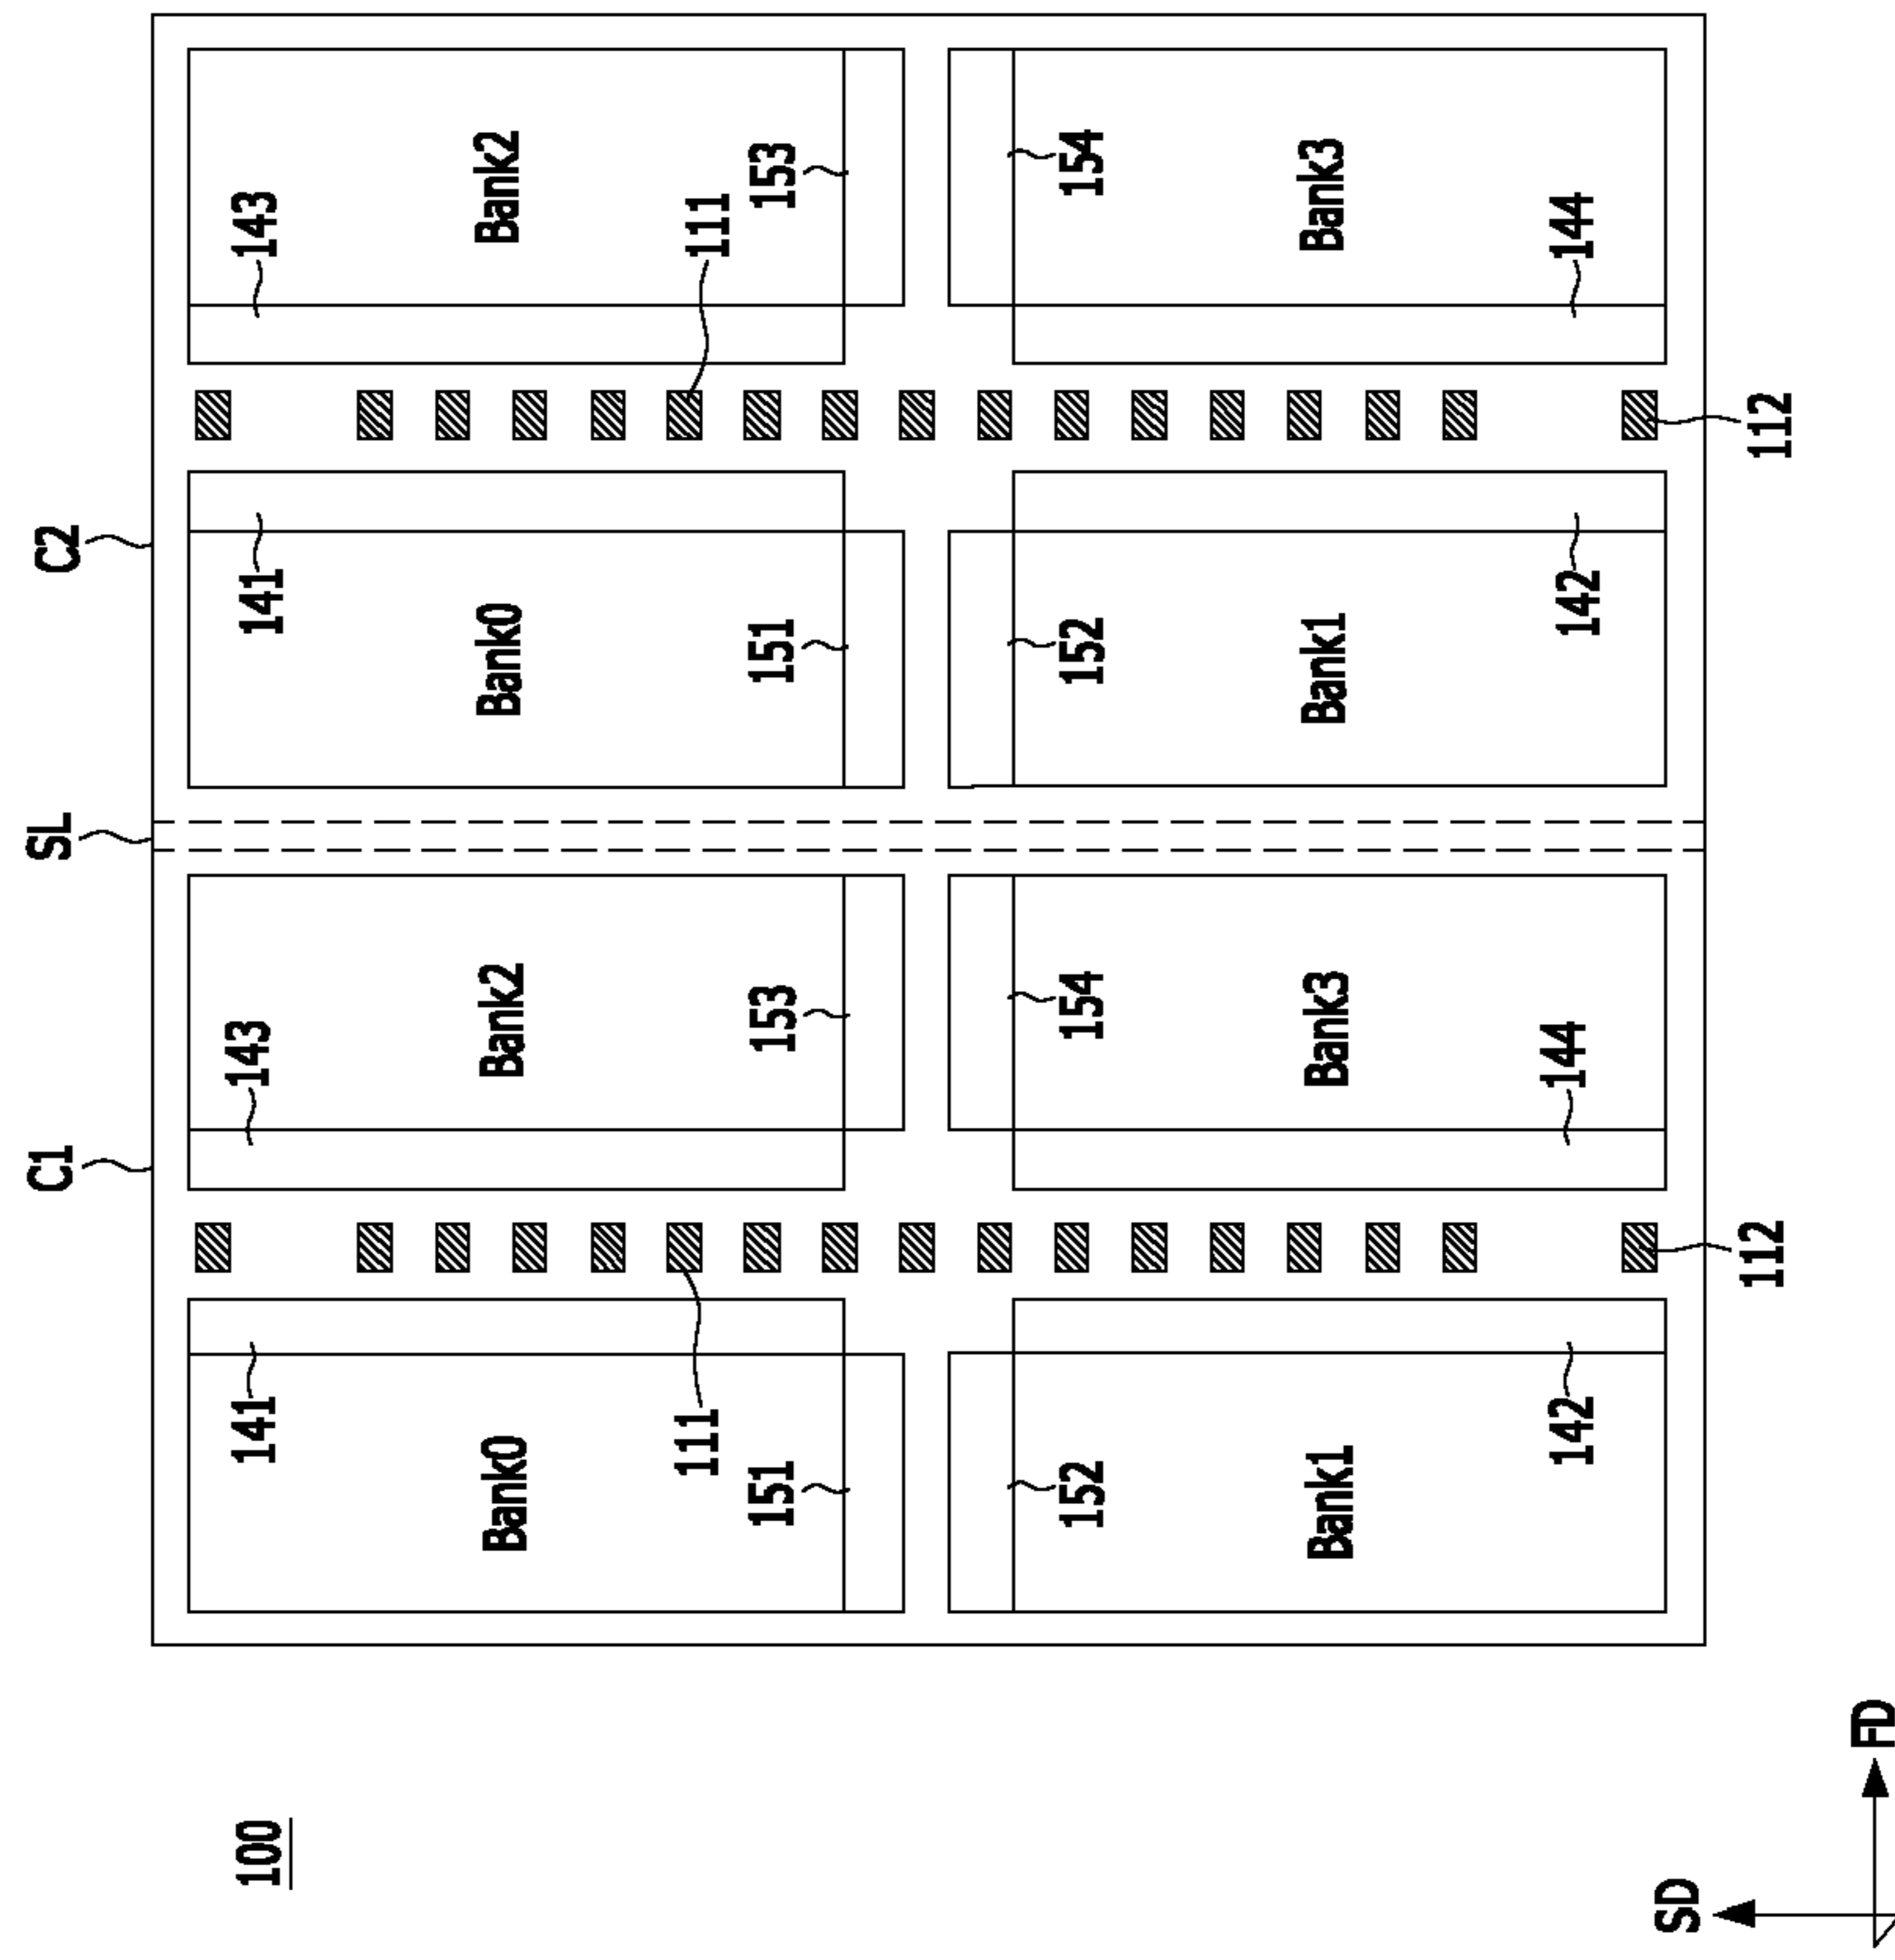 C1 SL C2
100
141 143 141 143
Bank0 Bank2 Bank0 Bank2
111 111
151 153 151 153
152 154 152 154
Bank1 Bank3 Bank1 Bank3
142 144 142 144
SD
112 112
FD